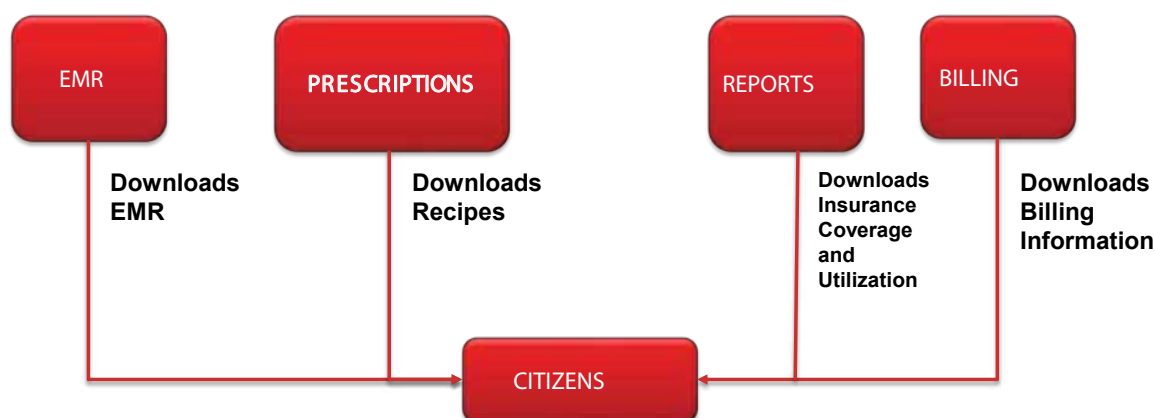 EMR
PRESCRIPTIONS
REPORTS
BILLING
Downloads
EMR
Downloads
Recipes
Downloads
Insurance
Coverage
and
Utilization
Downloads
Billing
Information
CITIZENS